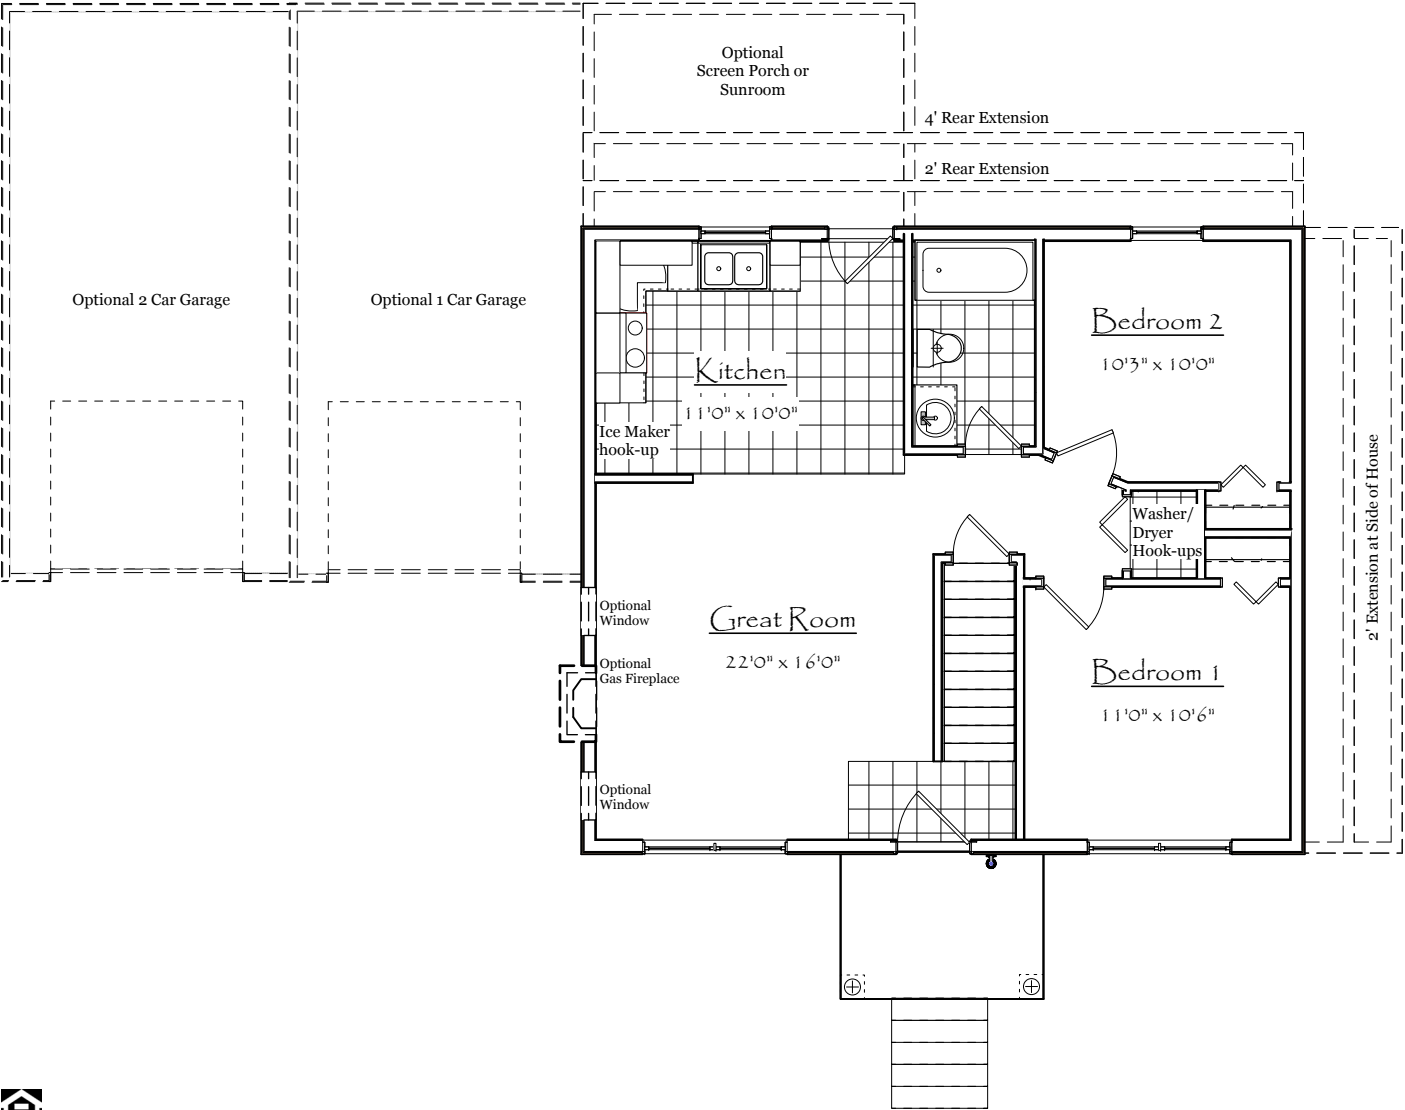 Optional
Screen Porch or
Sunroom
4' Rear Extension
2' Rear Extension
Optional 2 Car Garage
Optional 1 Car Garage
Bedroom 2
10'3" x 10'0"
Kitchen
11'0" x 10'0"
Ice Maker
hook-up
Washer/
Dryer
Hook-ups
2' Extension at Side of House
Optional
Window
Great Room
22'0" x 16'0"
Optional
Gas Fireplace
Bedroom 1
11'0" x 10'6"
Optional
Window